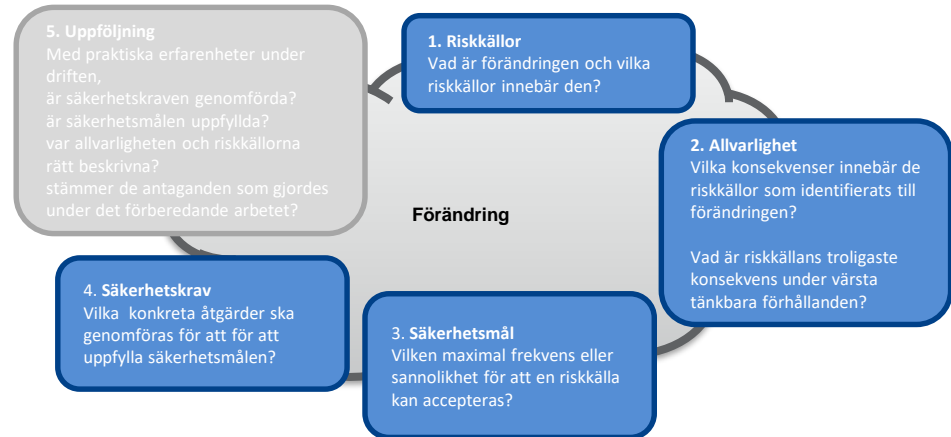 5. Uppföljning
Med praktiska erfarenheter under
driften,
är säkerhetskraven genomförda?
är säkerhetsmålen uppfyllda?
var allvarligheten och riskkällorna
rätt beskrivna?
stämmer de antaganden som gjordes
under det förberedande arbetet?
1. Riskkällor
Vad är förändringen och vilka
riskkällor innebär den?
2. Allvarlighet
Vilka konsekvenser innebär de
riskkällor som identifierats till
förändringen?
Vad är riskkällans troligaste
konsekvens under värsta
tänkbara förhållanden?
Förändring
4. Säkerhetskrav
Vilka konkreta åtgärder ska
genomföras för att för att
uppfylla säkerhetsmålen?
3. Säkerhetsmål
Vilken maximal frekvens eller
sannolikhet för att en riskkälla
kan accepteras?